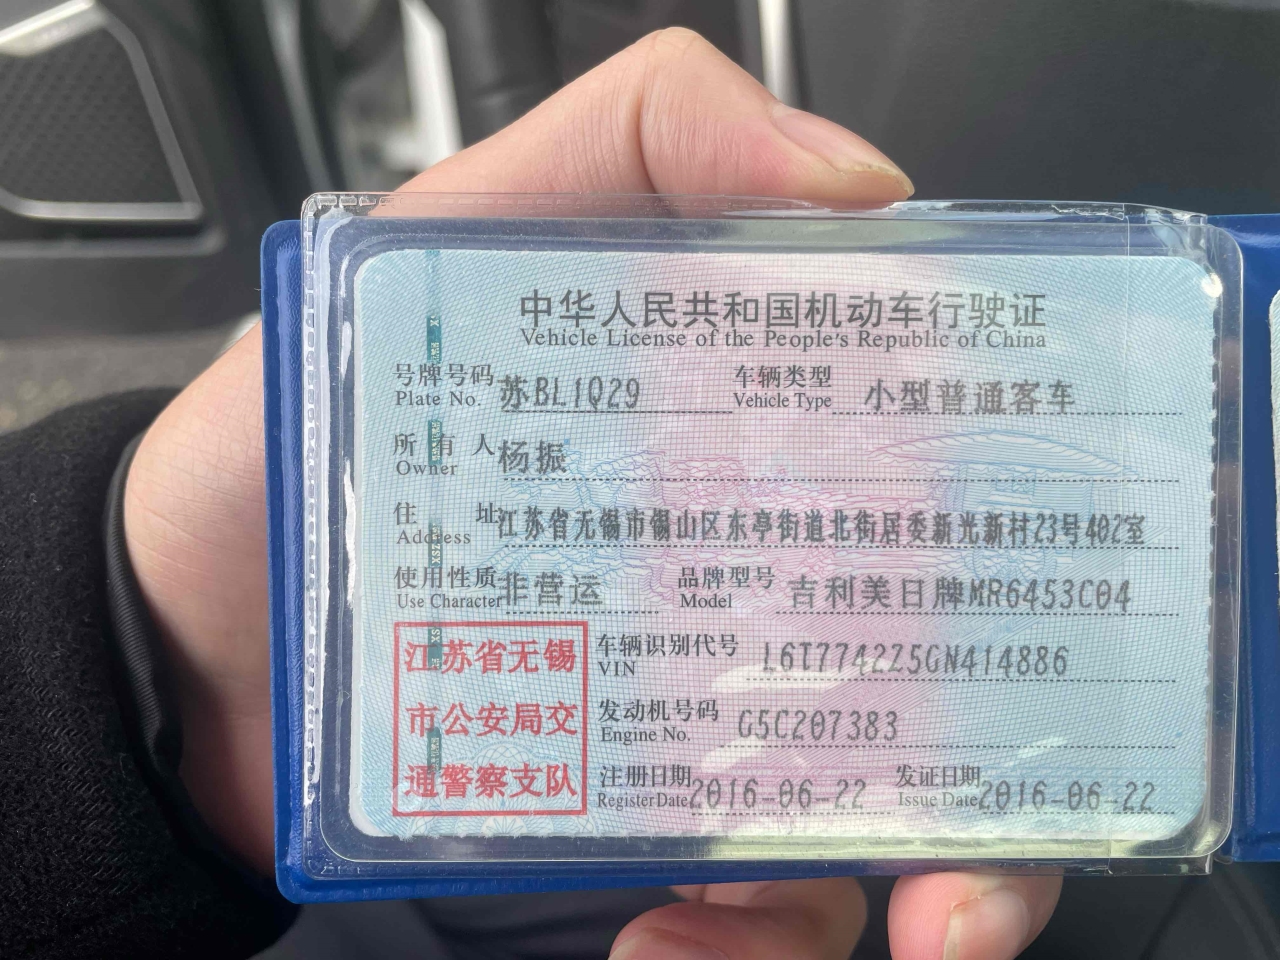 中华人民共和国机动车行驶证
Vehicle License of the People's Republic of China
号牌号码 苏BL1Q29 车辆类型 小型普通客车
Plate No. Vehicle Type
所有人 杨振
Owner
住址 江苏省无锡市锡山区东亭街道北街居委新光新村23号402室
Address
使用性质 非营运 品牌型号 吉利美日牌MR6453C04
Use Character Model
江苏省无锡 车辆识别代号 L6T7742Z5GN414886
VIN
市公安局交 发动机号码 G5C207383
Engine No.
通警察支队 注册日期 2016-06-22 发证日期 2016-06-22
Register Date Issue Date